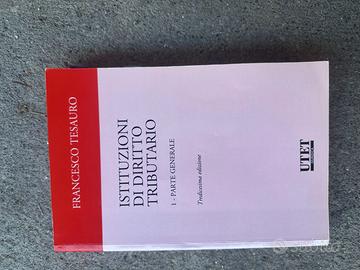 FRANCESCO TESAURO
ISTITUZIONI
DI DIRITTO
TRIBUTARIO
1 - PARTE GENERALE
Tredicesima edizione
UTET